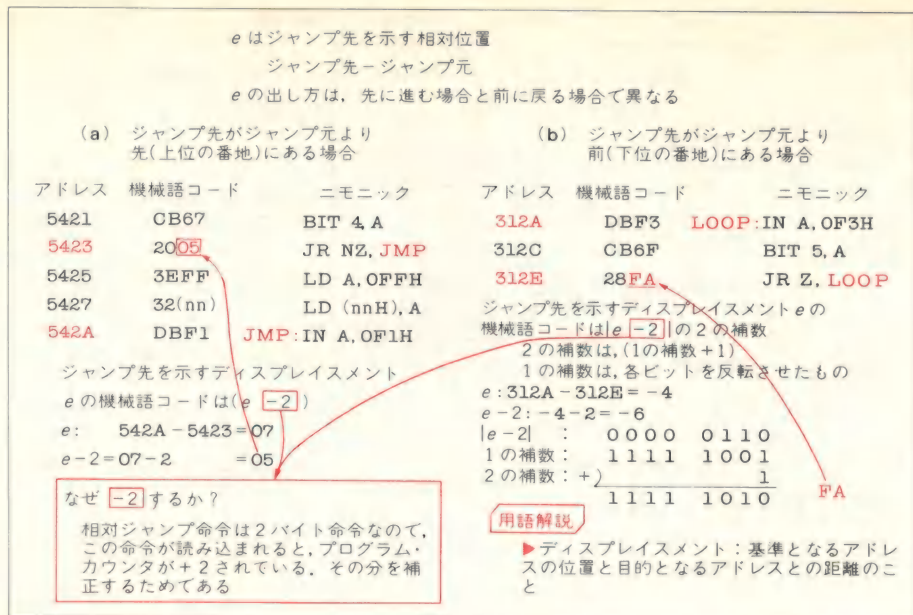 eはジャンプ先を示す相対位置
ジャンプ先－ジャンプ元
eの出し方は，先に進む場合と前に戻る場合で異なる
(a) ジャンプ先がジャンプ元より
先(上位の番地)にある場合
アドレス 機械語コード ニモニック
5421 CB67 BIT 4, A
5423 2005 JR NZ, JMP
5425 3EFF LD A, 0FFH
5427 32(nn) LD (nnH), A
542A DBF1 JMP:IN A, 0F1H
ジャンプ先を示すディスプレイスメント
eの機械語コードは(e -2)
e: 542A－5423＝07
e－2＝07－2 ＝05
なぜ -2 するか？
相対ジャンプ命令は2バイト命令なので，
この命令が読み込まれると，プログラム・
カウンタが＋2されている．その分を補
正するためである
(b) ジャンプ先がジャンプ元より
前(下位の番地)にある場合
アドレス 機械語コード ニモニック
312A DBF3 LOOP:IN A, 0F3H
312C CB6F BIT 5, A
312E 28FA JR Z, LOOP
ジャンプ先を示すディスプレイスメントeの
機械語コードは|e -2|の2の補数
2の補数は，(1の補数＋1)
1の補数は，各ビットを反転させたもの
e:312A－312E＝－4
e－2:－4－2＝－6
|e－2| : 0000 0110
1の補数: 1111 1001
2の補数:＋) 1
1111 1010 FA
用語解説
▶ディスプレイスメント：基準となるアドレ
スの位置と目的となるアドレスとの距離のこ
と